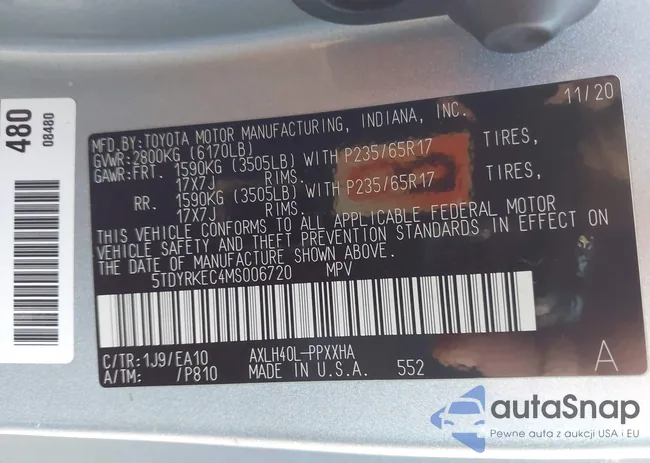 480
08480
MFD.BY:TOYOTA MOTOR MANUFACTURING, INDIANA, INC. 11/20
GVWR:2800KG (6170LB)
GAWR:FRT. 1590KG (3505LB) WITH P235/65R17 TIRES,
17X7J RIMS.
RR. 1590KG (3505LB) WITH P235/65R17 TIRES,
17X7J RIMS.
THIS VEHICLE CONFORMS TO ALL APPLICABLE FEDERAL MOTOR
VEHICLE SAFETY AND THEFT PREVENTION STANDARDS IN EFFECT ON
THE DATE OF MANUFACTURE SHOWN ABOVE.
5TDYRKEC4MS006720 MPV
C/TR:1J9/EA10 AXLH40L-PPXXHA
A/TM: /P810 MADE IN U.S.A. 552 A
autaSnap
Pewne auta z aukcji USA i EU